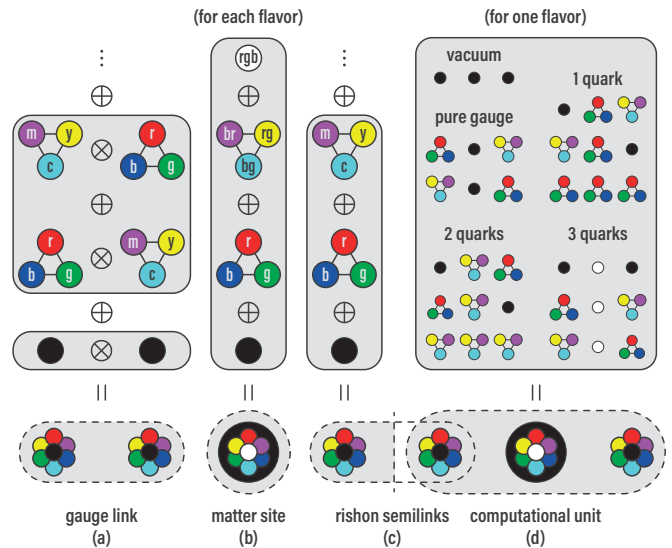 (for each flavor)
(for one flavor)
rgb
vacuum
1 quark
m y r
br rg
m y
pure gauge
c b g
bg
c
r m y
r
r
2 quarks 3 quarks
b g c
b g
b g
gauge link
matter site
rishon semilinks
computational unit
(a)
(b)
(c)
(d)